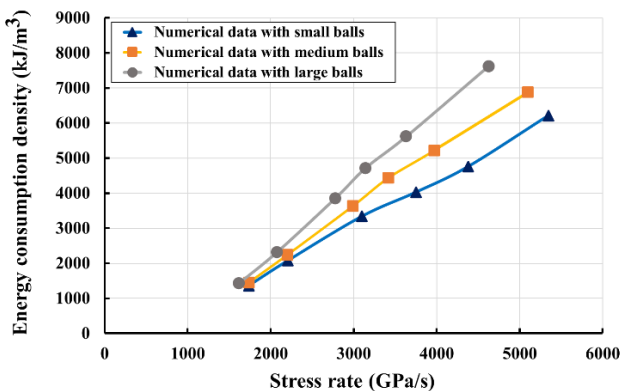 9000
8000
7000
6000
5000
4000
3000
2000
1000
0
Energy consumption density (kJ/m³)
Numerical data with small balls
Numerical data with medium balls
Numerical data with large balls
0 1000 2000 3000 4000 5000 6000
Stress rate (GPa/s)